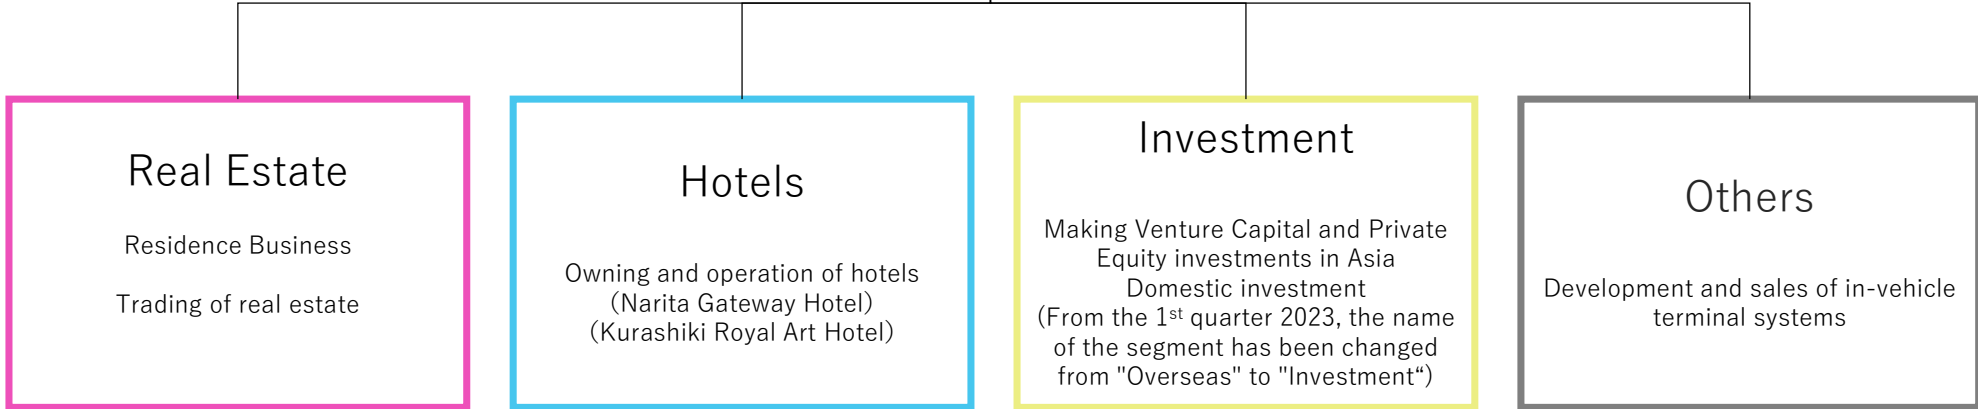 Real Estate
Residence Business
Trading of real estate
Hotels
Owning and operation of hotels
(Narita Gateway Hotel)
(Kurashiki Royal Art Hotel)
Investment
Making Venture Capital and Private
Equity investments in Asia
Domestic investment
(From the 1st quarter 2023, the name
of the segment has been changed
from "Overseas" to "Investment“)
Others
Development and sales of in-vehicle
terminal systems